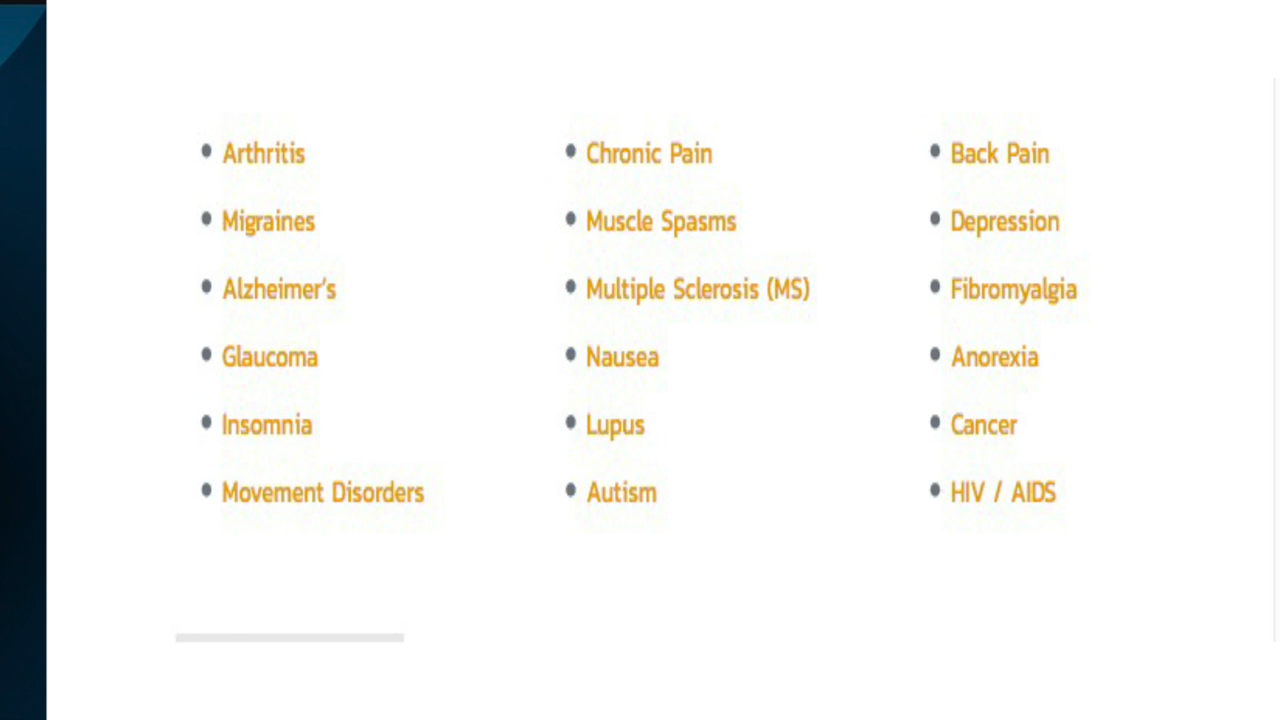 • Arthritis • Chronic Pain • Back Pain
• Migraines • Muscle Spasms • Depression
• Alzheimer's • Multiple Sclerosis (MS) • Fibromyalgia
• Glaucoma • Nausea • Anorexia
• Insomnia • Lupus • Cancer
• Movement Disorders • Autism • HIV / AIDS